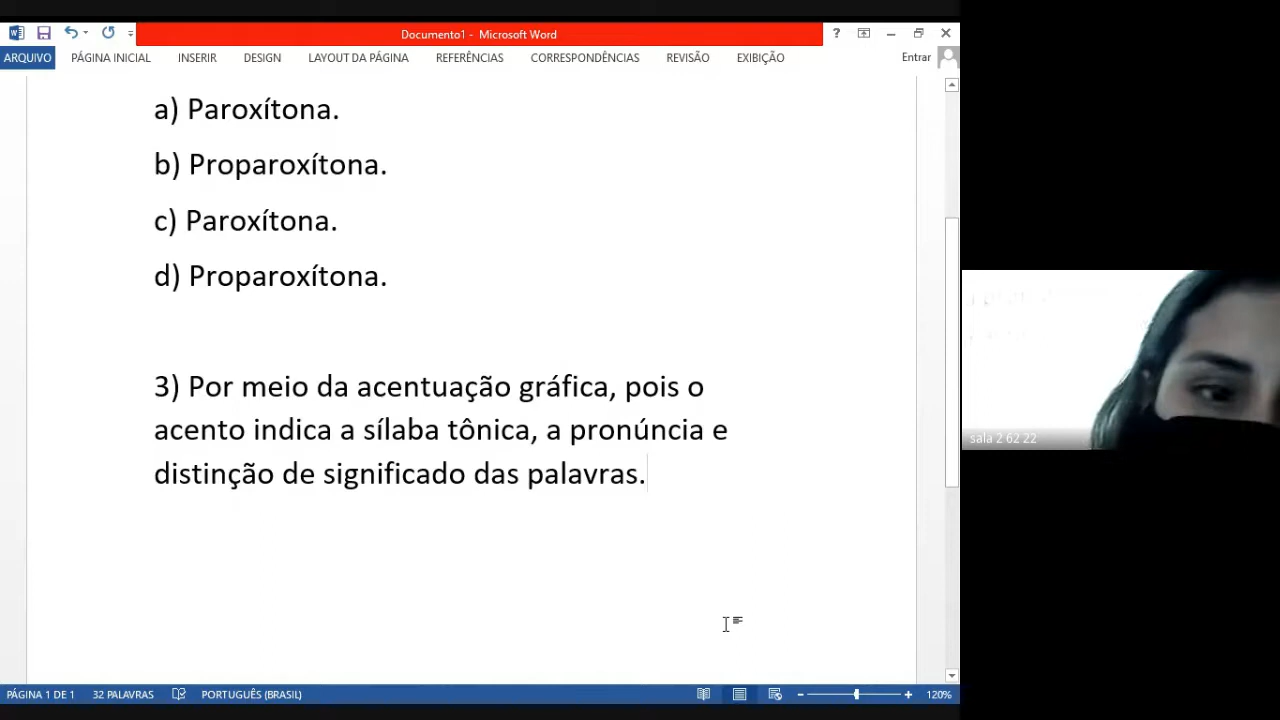 Documento1 - Microsoft Word
?
ARQUIVO PÁGINA INICIAL INSERIR DESIGN LAYOUT DA PÁGINA REFERÊNCIAS CORRESPONDÊNCIAS REVISÃO EXIBIÇÃO Entrar
a) Paroxítona.
b) Proparoxítona.
c) Paroxítona.
d) Proparoxítona.
3) Por meio da acentuação gráfica, pois o
acento indica a sílaba tônica, a pronúncia e
distinção de significado das palavras.
sala 2 62 22
PÁGINA 1 DE 1 32 PALAVRAS PORTUGUÊS (BRASIL) 120%